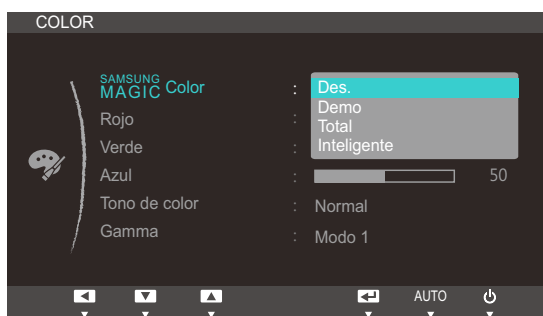 COLOR
SAMSUNG MAGIC Color : Des.
Demo
Rojo : Total
Verde : Inteligente
Azul : 50
Tono de color : Normal
Gamma : Modo 1
AUTO